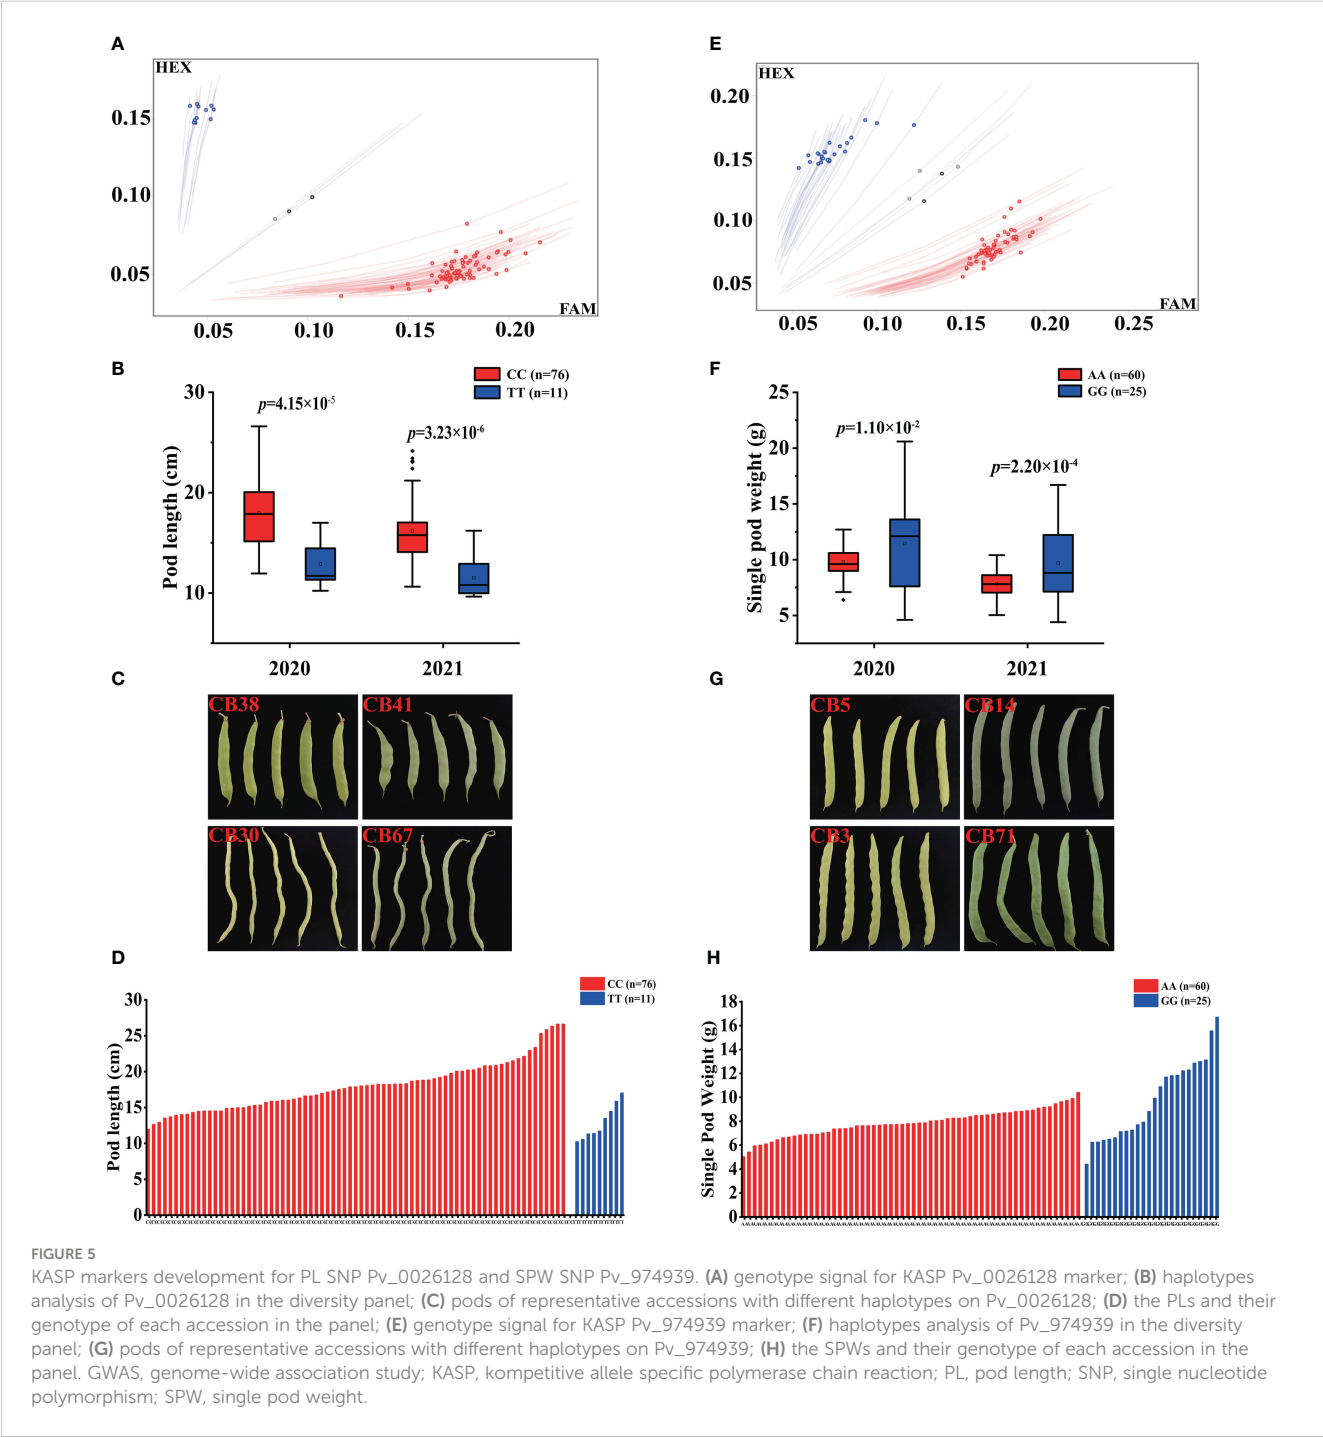 A
HEX
0.15
0.10
0.05
FAM
0.05 0.10 0.15 0.20
E
HEX
0.20
0.15
0.10
0.05
FAM
0.05 0.10 0.15 0.20 0.25
B
CC (n=76)
TT (n=11)
p=4.15×10-5
p=3.23×10-6
Pod length (cm)
30
20
10
2020 2021
F
AA (n=60)
GG (n=25)
p=1.10×10-2
p=2.20×10-4
Single pod weight (g)
25
20
15
10
5
2020 2021
C
CB38 CB41
CB30 CB67
G
CB5 CB14
CB3 CB71
D
CC (n=76)
TT (n=11)
Pod length (cm)
30
25
20
15
10
5
0
H
AA (n=60)
GG (n=25)
Single Pod Weight (g)
18
16
14
12
10
8
6
4
2
0
FIGURE 5
KASP markers development for PL SNP Pv_0026128 and SPW SNP Pv_974939. (A) genotype signal for KASP Pv_0026128 marker; (B) haplotypes
analysis of Pv_0026128 in the diversity panel; (C) pods of representative accessions with different haplotypes on Pv_0026128; (D) the PLs and their
genotype of each accession in the panel; (E) genotype signal for KASP Pv_974939 marker; (F) haplotypes analysis of Pv_974939 in the diversity
panel; (G) pods of representative accessions with different haplotypes on Pv_974939; (H) the SPWs and their genotype of each accession in the
panel. GWAS, genome-wide association study; KASP, kompetitive allele specific polymerase chain reaction; PL, pod length; SNP, single nucleotide
polymorphism; SPW, single pod weight.